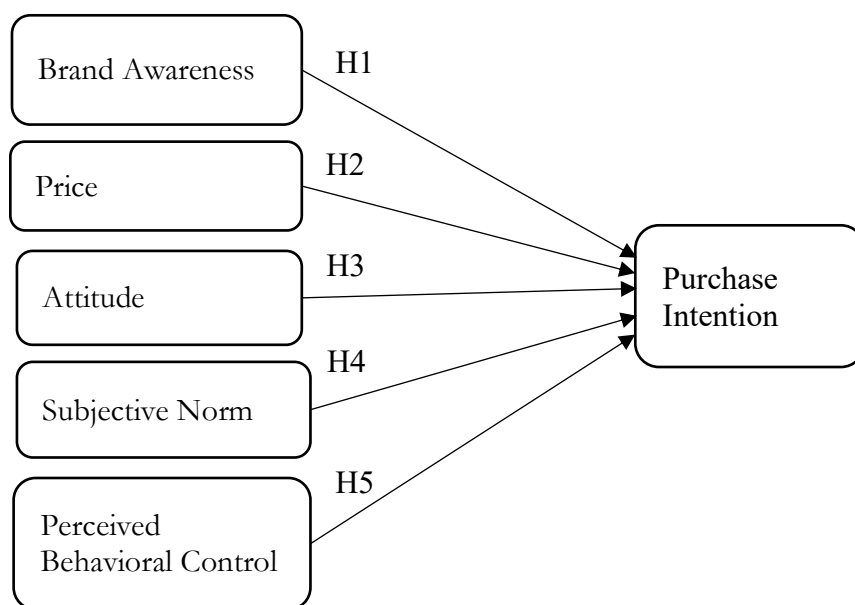 Brand Awareness
H1
Price
H2
Attitude
H3
Subjective Norm
H4
Perceived
Behavioral Control
H5
Purchase
Intention